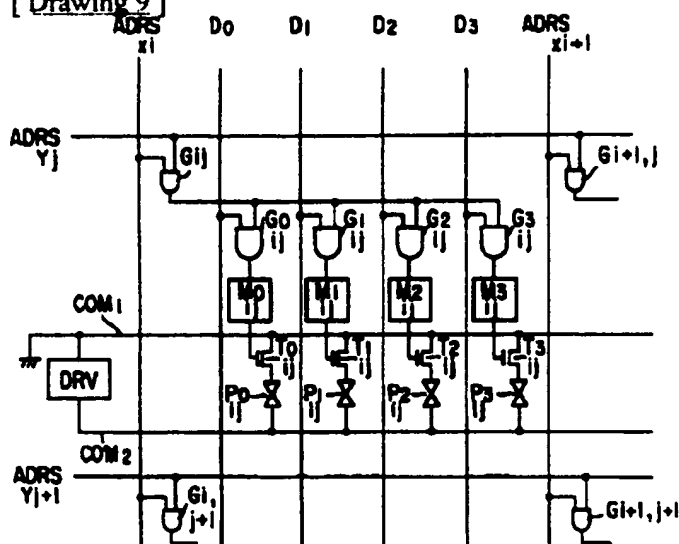 [ Drawing 9 ]
ADRS xi D0 D1 D2 D3 ADRS xi+1
ADRS Yj
Gij
Gi+1,j
G0 ij G1 ij G2 ij G3 ij
M0 ij M1 ij M2 ij M3 ij
COM1
T0 ij T1 ij T2 ij T3 ij
DRV
P0 ij P1 ij P2 ij P3 ij
COM2
ADRS Yj+1
Gi, j+1
Gi+1,j+1